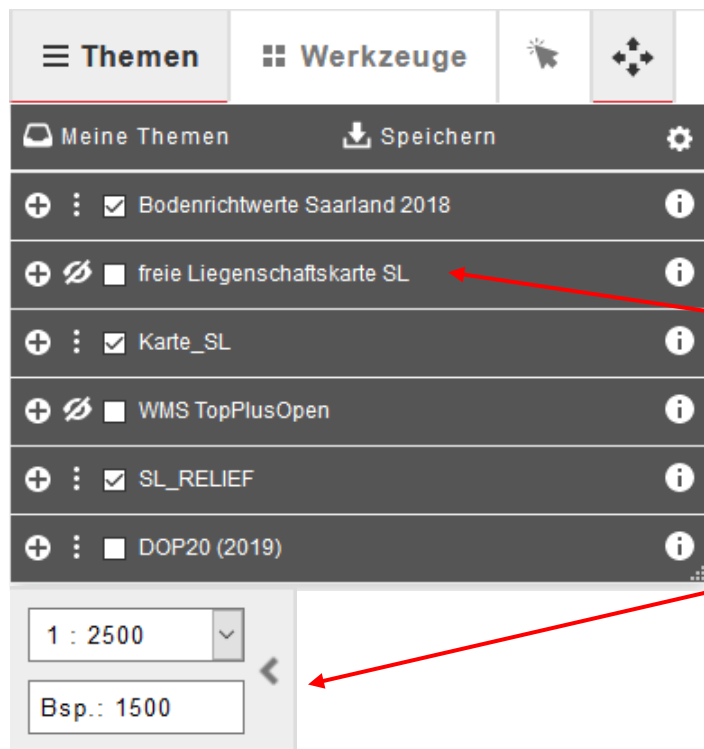 Themen Werkzeuge
Meine Themen Speichern
Bodenrichtwerte Saarland 2018
freie Liegenschaftskarte SL
Karte_SL
WMS TopPlusOpen
SL_RELIEF
DOP20 (2019)
1 : 2500
Bsp.: 1500